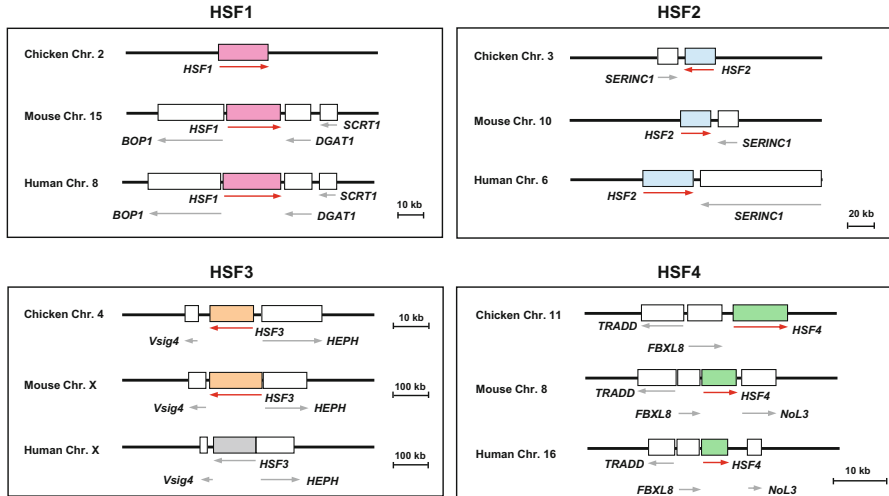 HSF1
Chicken Chr. 2
HSF1
Mouse Chr. 15
HSF1
SCRT1
BOP1
DGAT1
Human Chr. 8
HSF1
SCRT1
BOP1
DGAT1
10 kb
HSF2
Chicken Chr. 3
SERINC1
HSF2
Mouse Chr. 10
HSF2
SERINC1
Human Chr. 6
HSF2
SERINC1
20 kb
HSF3
Chicken Chr. 4
10 kb
HSF3
Vsig4
HEPH
Mouse Chr. X
100 kb
HSF3
Vsig4
HEPH
Human Chr. X
100 kb
HSF3
Vsig4
HEPH
HSF4
Chicken Chr. 11
TRADD
HSF4
FBXL8
Mouse Chr. 8
TRADD
HSF4
FBXL8
NoL3
Human Chr. 16
TRADD
HSF4
FBXL8
NoL3
10 kb